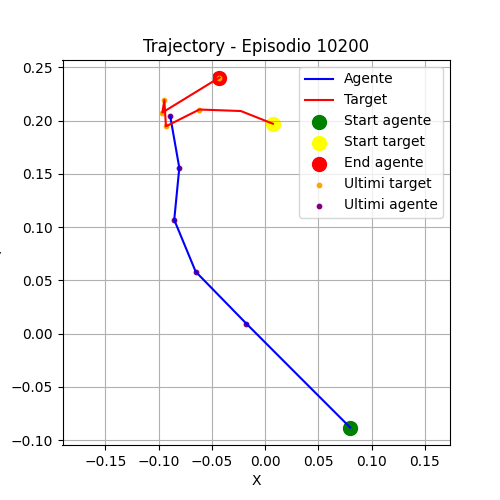 Trajectory - Episodio 10200
Agente
Target
Start agente
Start target
End agente
Ultimi target
Ultimi agente
0.25
0.20
0.15
0.10
0.05
0.00
−0.05
−0.10
−0.15 −0.10 −0.05 0.00 0.05 0.10 0.15
X